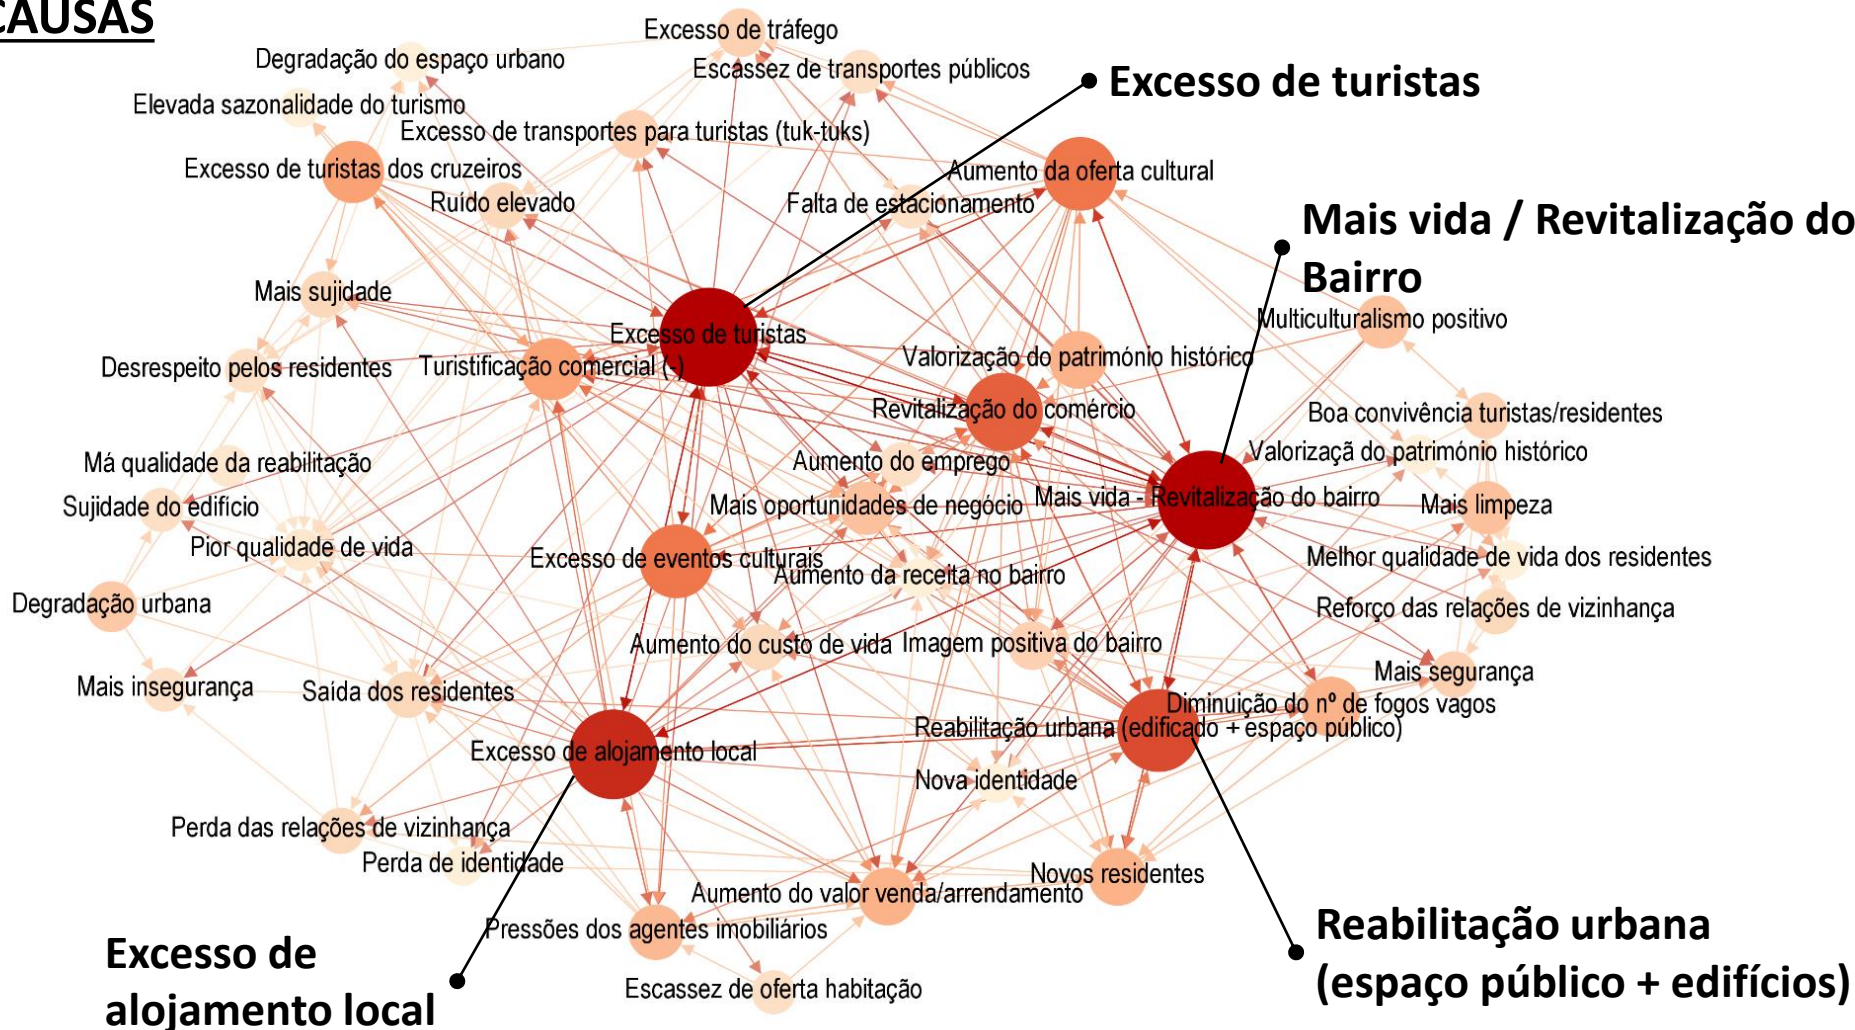 CAUSAS
Excesso de tráfego
Degradação do espaço urbano
Escassez de transportes públicos
Excesso de turistas
Elevada sazonalidade do turismo
Excesso de transportes para turistas (tuk-tuks)
Excesso de turistas dos cruzeiros
Aumento da oferta cultural
Ruído elevado
Falta de estacionamento
Mais vida / Revitalização do
Bairro
Mais sujidade
Multiculturalismo positivo
Excesso de turistas
Valorização do património histórico
Desrespeito pelos residentes
Turistificação comercial (-)
Revitalização do comércio
Boa convivência turistas/residentes
Valorizaçã do património histórico
Má qualidade da reabilitação
Aumento do emprego
Sujidade do edifício
Mais oportunidades de negócio
Mais vida - Revitalização do bairro
Mais limpeza
Pior qualidade de vida
Excesso de eventos culturais
Aumento da receita no bairro
Melhor qualidade de vida dos residentes
Degradação urbana
Reforço das relações de vizinhança
Aumento do custo de vida
Imagem positiva do bairro
Mais segurança
Mais insegurança
Saída dos residentes
Diminuição do nº de fogos vagos
Reabilitação urbana (edificado + espaço público)
Excesso de alojamento local
Nova identidade
Perda das relações de vizinhança
Perda de identidade
Novos residentes
Aumento do valor venda/arrendamento
Pressões dos agentes imobiliários
Escassez de oferta habitação
Excesso de
alojamento local
Reabilitação urbana
(espaço público + edifícios)